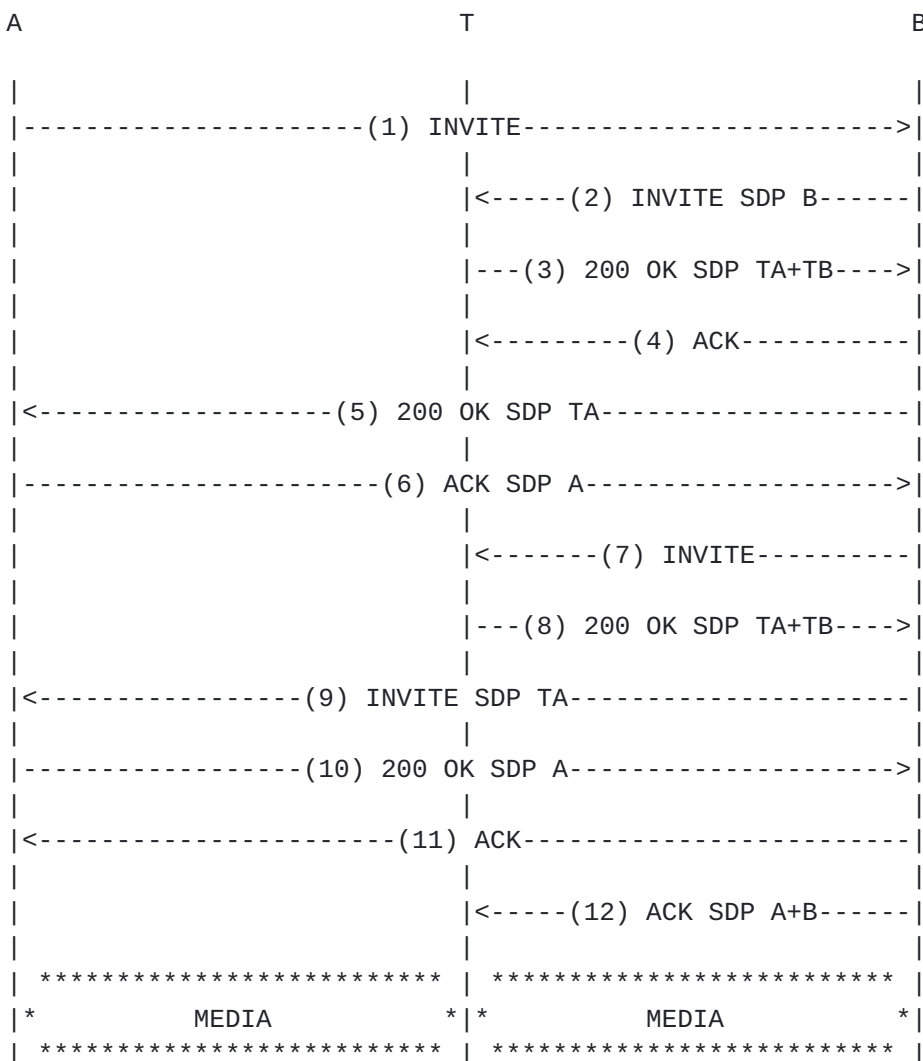 A T B
(1) INVITE
(2) INVITE SDP B
(3) 200 OK SDP TA+TB
(4) ACK
(5) 200 OK SDP TA
(6) ACK SDP A
(7) INVITE
(8) 200 OK SDP TA+TB
(9) INVITE SDP TA
(10) 200 OK SDP A
(11) ACK
(12) ACK SDP A+B
MEDIA MEDIA